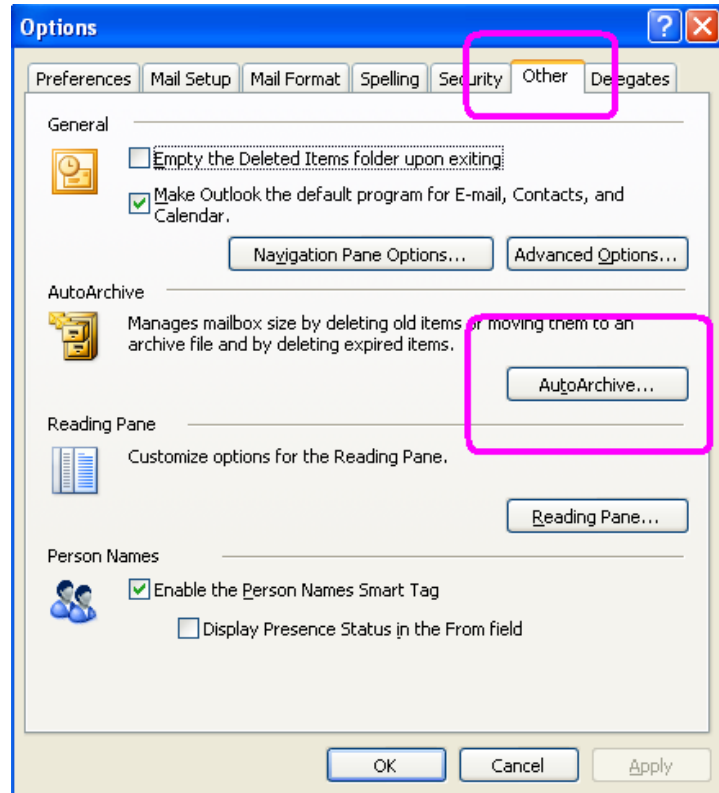 Options
Preferences Mail Setup Mail Format Spelling Security Other Delegates
General
Empty the Deleted Items folder upon exiting
Make Outlook the default program for E-mail, Contacts, and
Calendar.
Navigation Pane Options... Advanced Options...
AutoArchive
Manages mailbox size by deleting old items or moving them to an
archive file and by deleting expired items.
AutoArchive...
Reading Pane
Customize options for the Reading Pane.
Reading Pane...
Person Names
Enable the Person Names Smart Tag
Display Presence Status in the From field
OK Cancel Apply